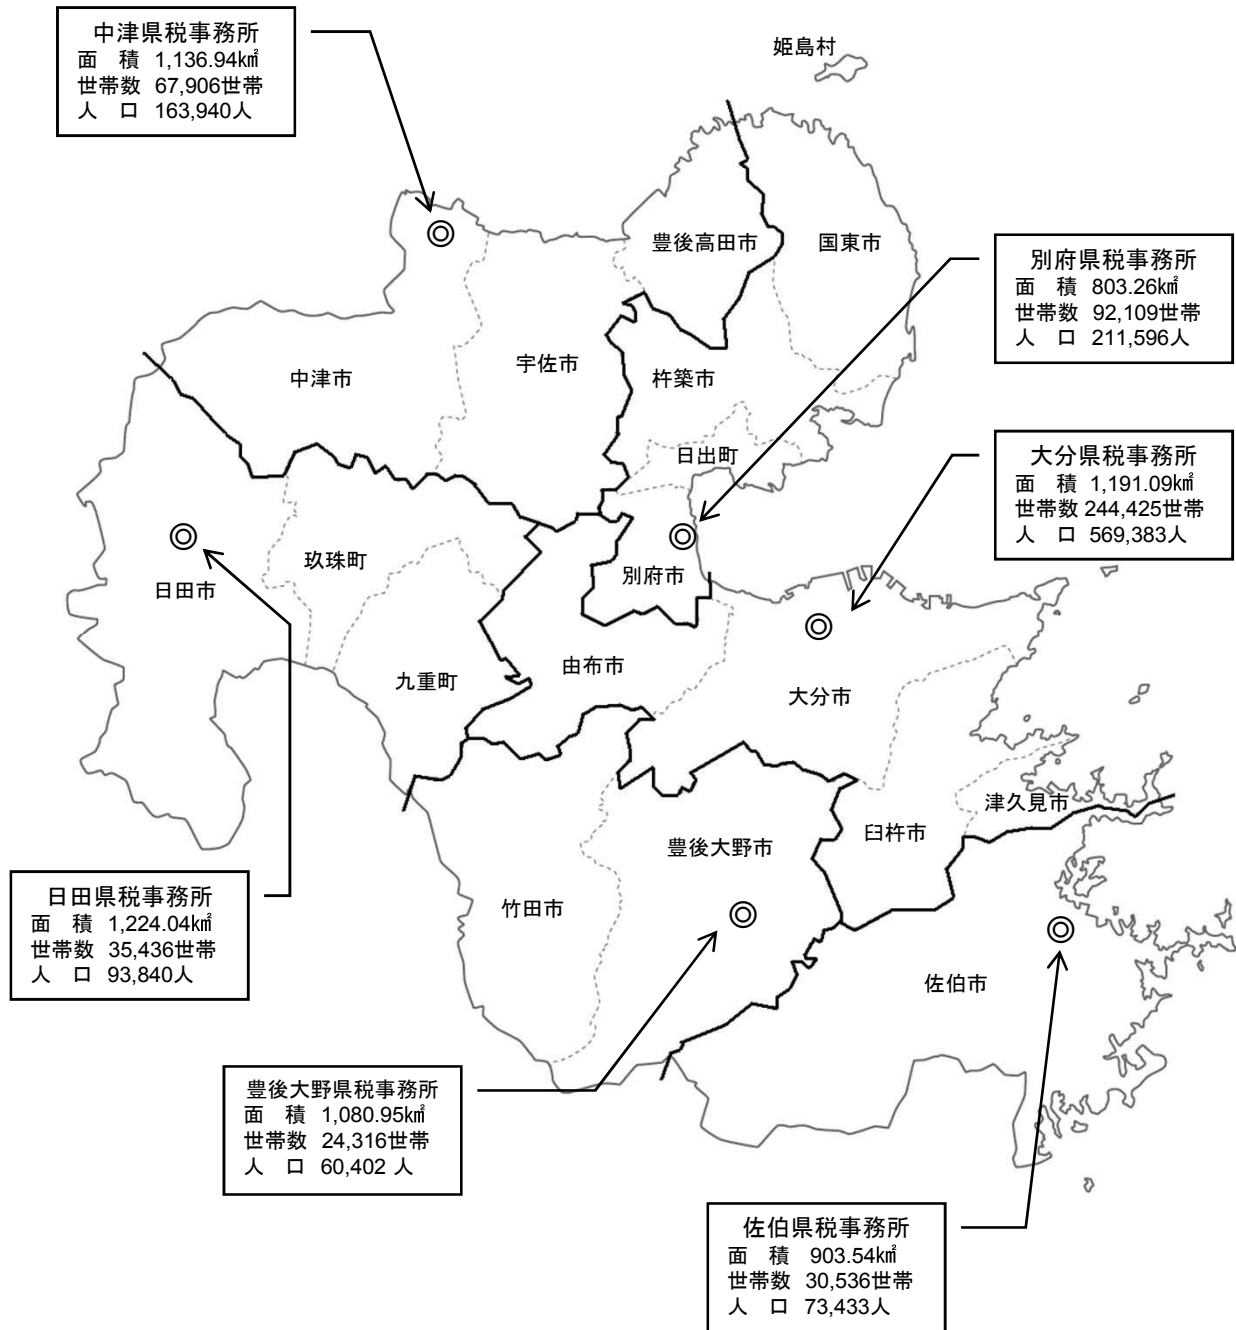 中津県税事務所
面　積 1,136.94㎢
世帯数 67,906世帯
人　口 163,940人
姫島村
豊後高田市
国東市
別府県税事務所
面　積 803.26㎢
世帯数 92,109世帯
人　口 211,596人
中津市
宇佐市
杵築市
日出町
大分県税事務所
面　積 1,191.09㎢
世帯数 244,425世帯
人　口 569,383人
日田市
玖珠町
別府市
九重町
由布市
大分市
津久見市
臼杵市
豊後大野市
竹田市
佐伯市
日田県税事務所
面　積 1,224.04㎢
世帯数 35,436世帯
人　口 93,840人
豊後大野県税事務所
面　積 1,080.95㎢
世帯数 24,316世帯
人　口 60,402 人
佐伯県税事務所
面　積 903.54㎢
世帯数 30,536世帯
人　口 73,433人